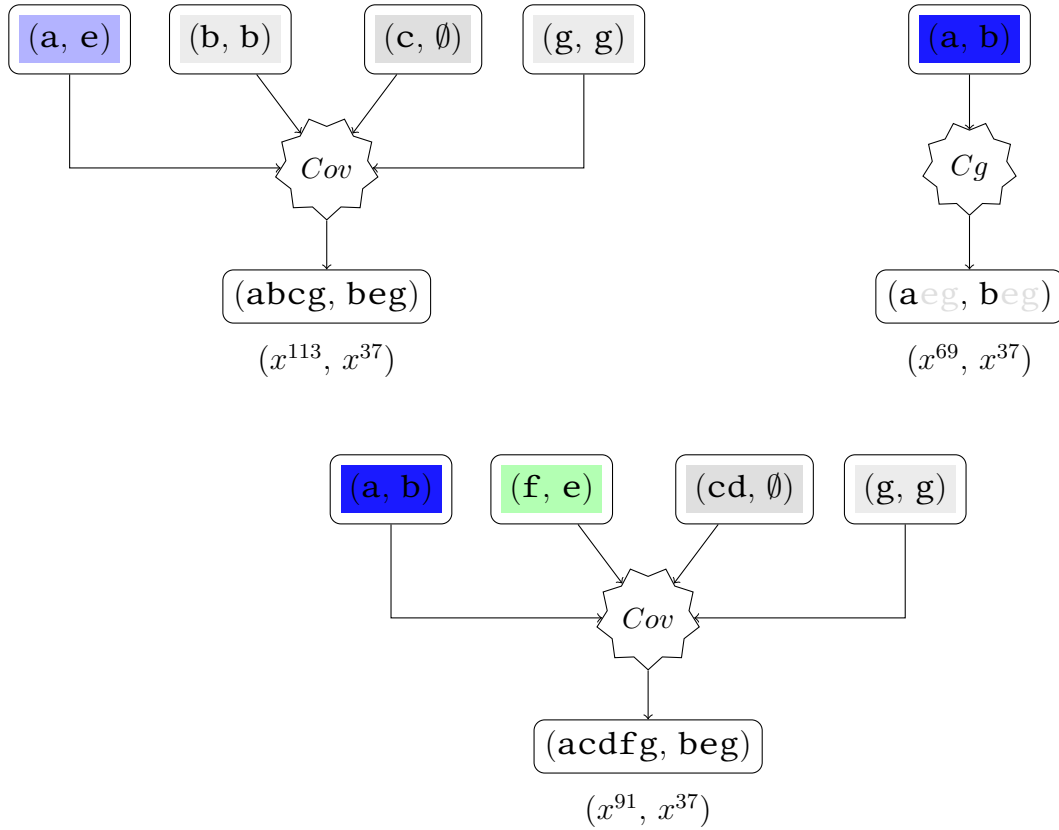 (a, e) (b, b) (c, ∅) (g, g)
Cov
(abcg, beg)
(x^113, x^37)
(a, b)
Cg
(aeg, beg)
(x^69, x^37)
(a, b) (f, e) (cd, ∅) (g, g)
Cov
(acdfg, beg)
(x^91, x^37)